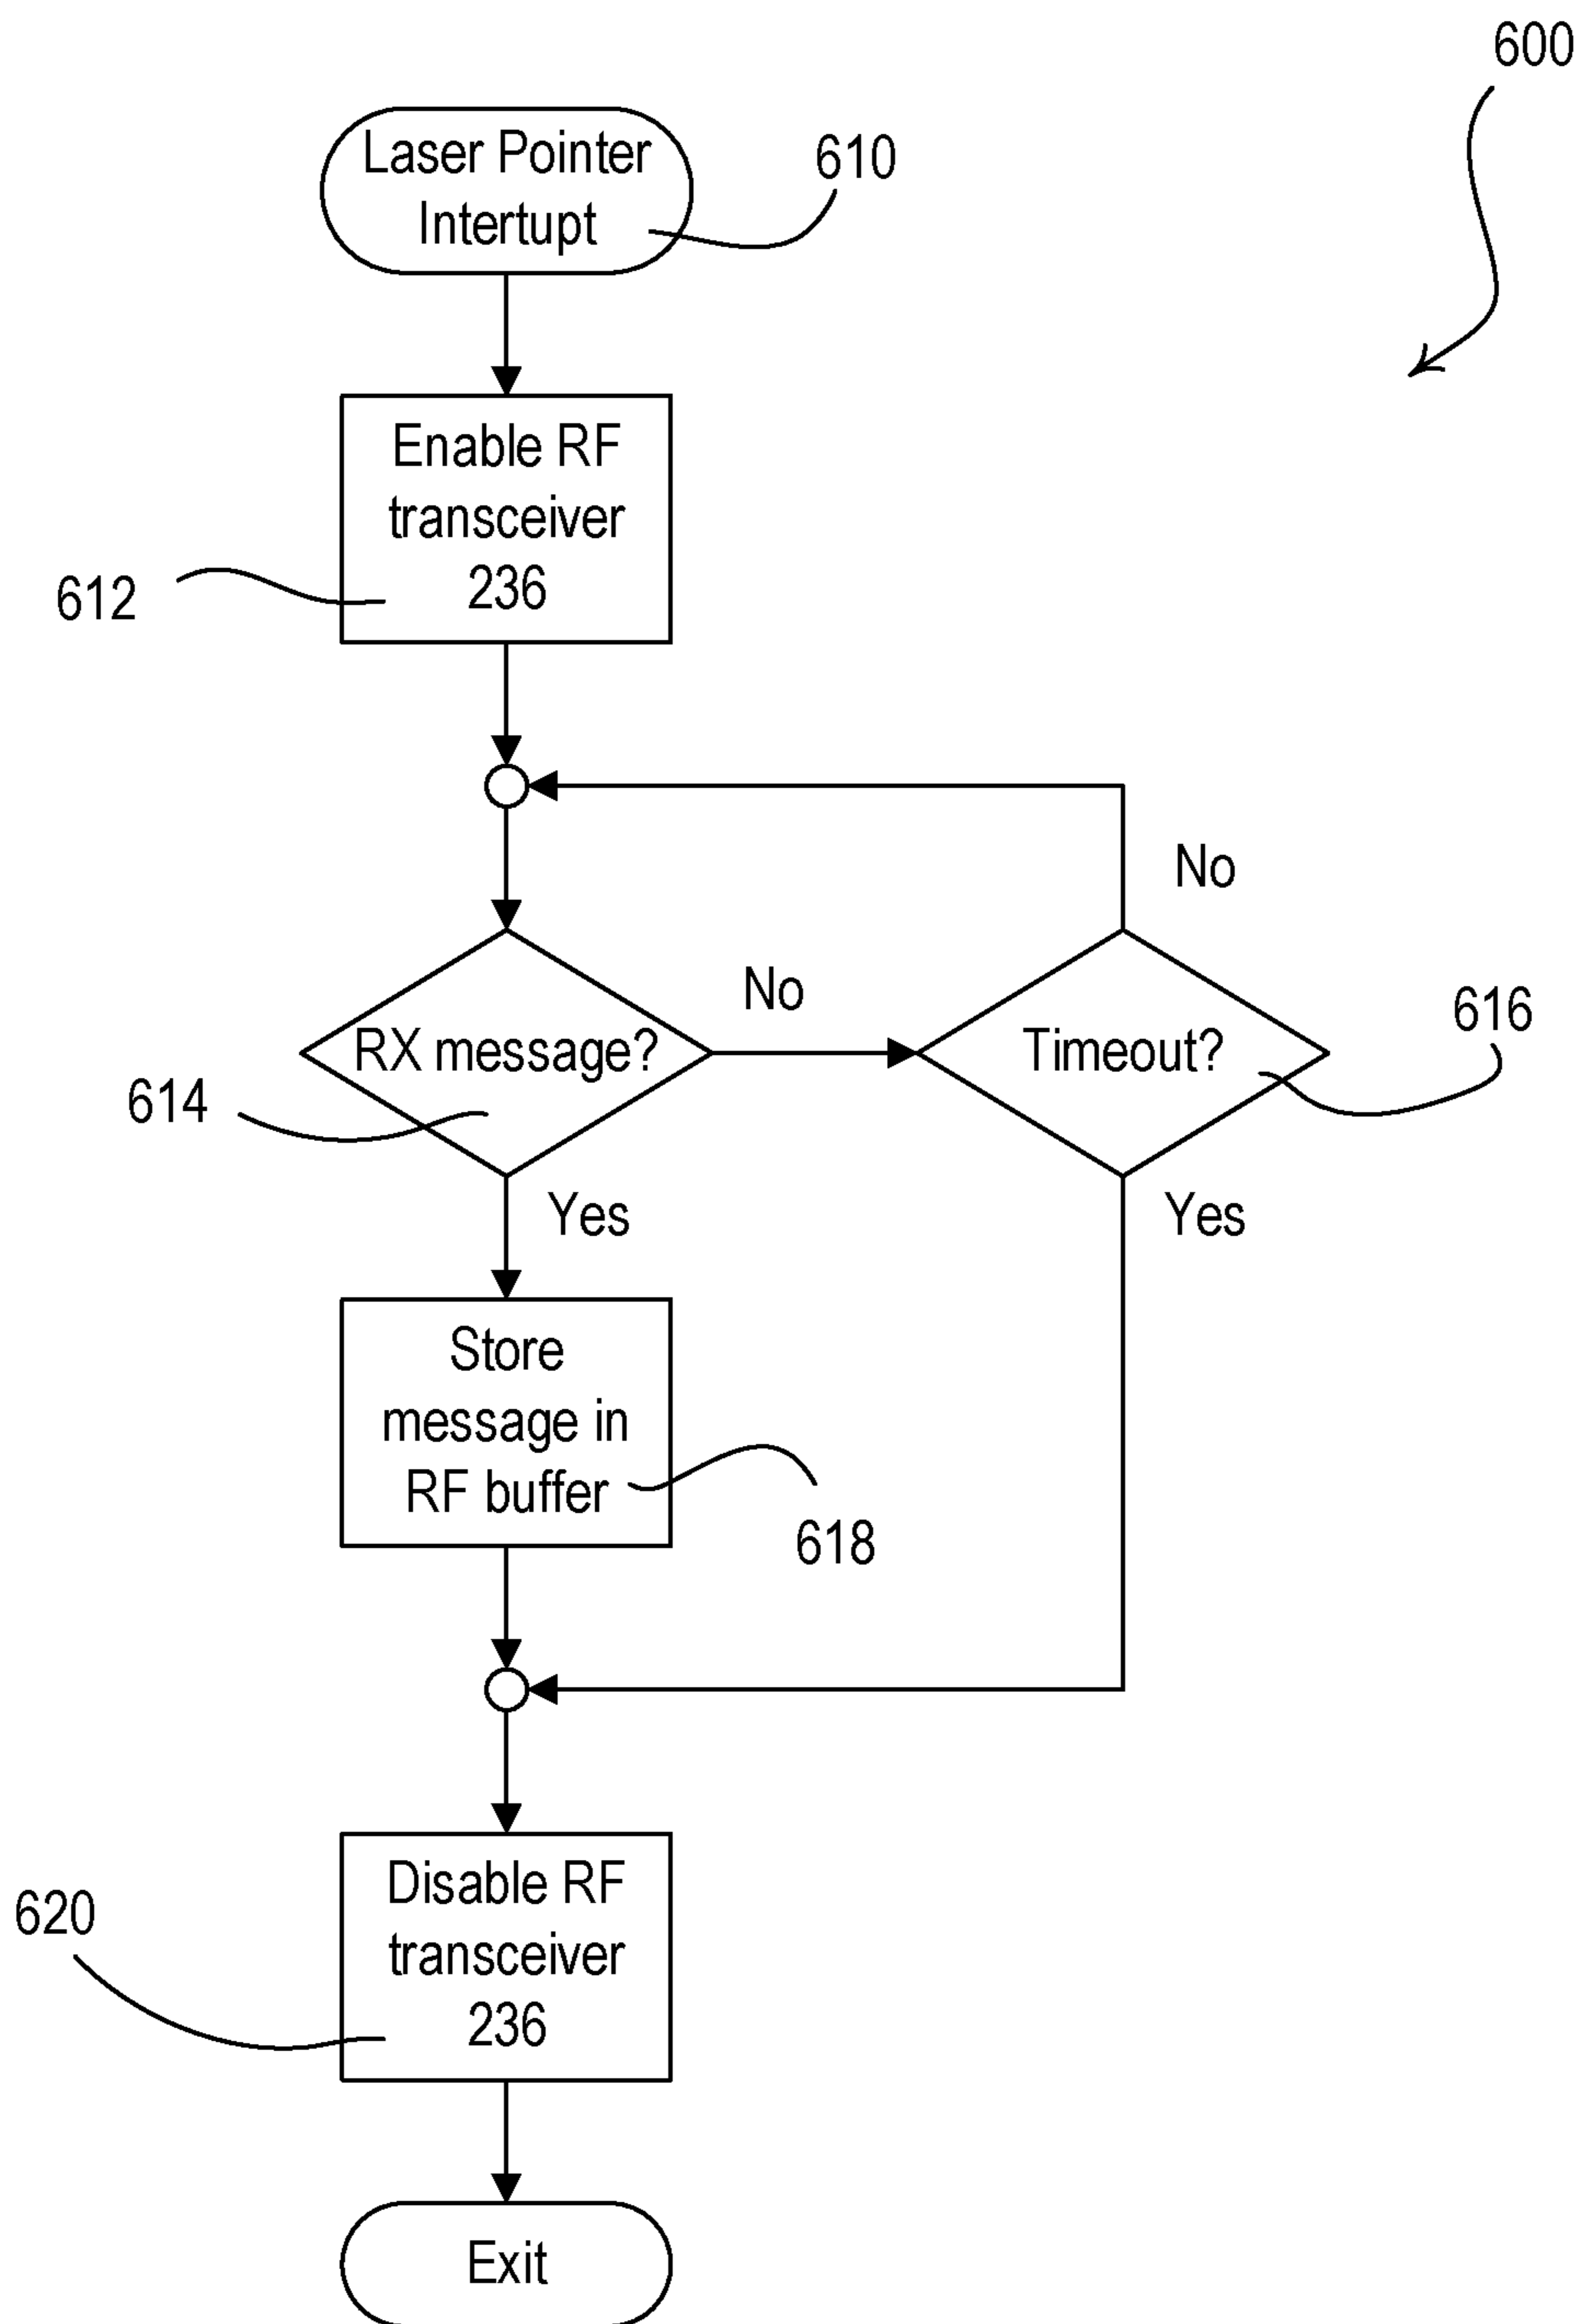 600
Laser Pointer
Intertupt
610
Enable RF
transceiver
236
612
No
No
RX message?
Timeout?
616
614
Yes
Yes
Store
message in
RF buffer
618
Disable RF
transceiver
236
620
Exit